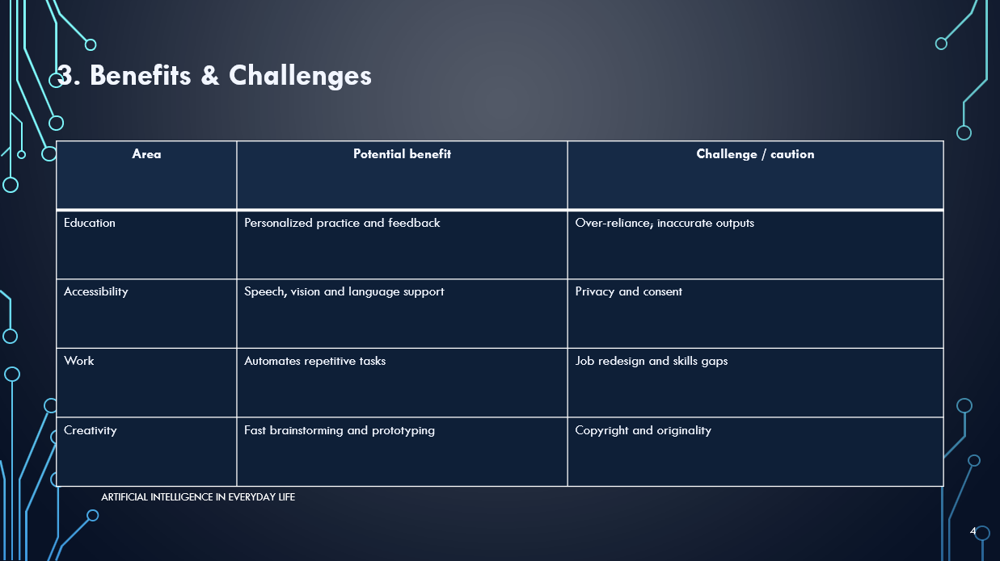 3. Benefits & Challenges
Area Potential benefit Challenge / caution
Education Personalized practice and feedback Over-reliance; inaccurate outputs
Accessibility Speech, vision and language support Privacy and consent
Work Automates repetitive tasks Job redesign and skills gaps
Creativity Fast brainstorming and prototyping Copyright and originality
ARTIFICIAL INTELLIGENCE IN EVERYDAY LIFE
4